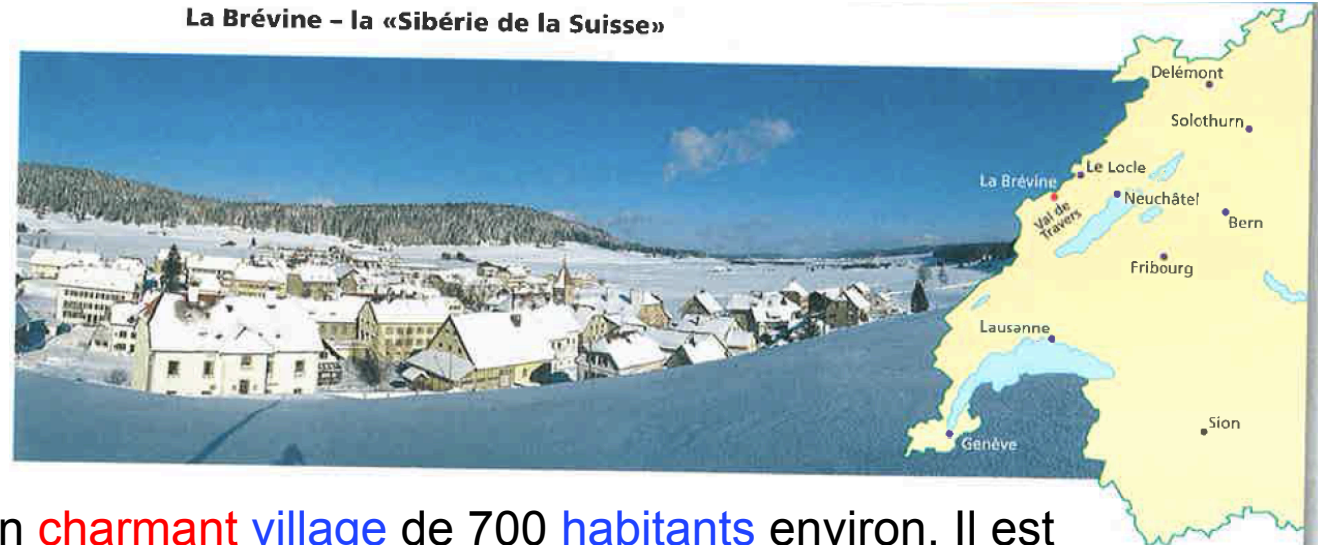 La Brévine – la «Sibérie de la Suisse»
Delémont
Solothurn
Le Locle
La Brévine
Neuchâtel
Val de
Travers
Bern
Fribourg
Lausanne
Sion
Genève
charmant village de 700 habitants environ. Il est